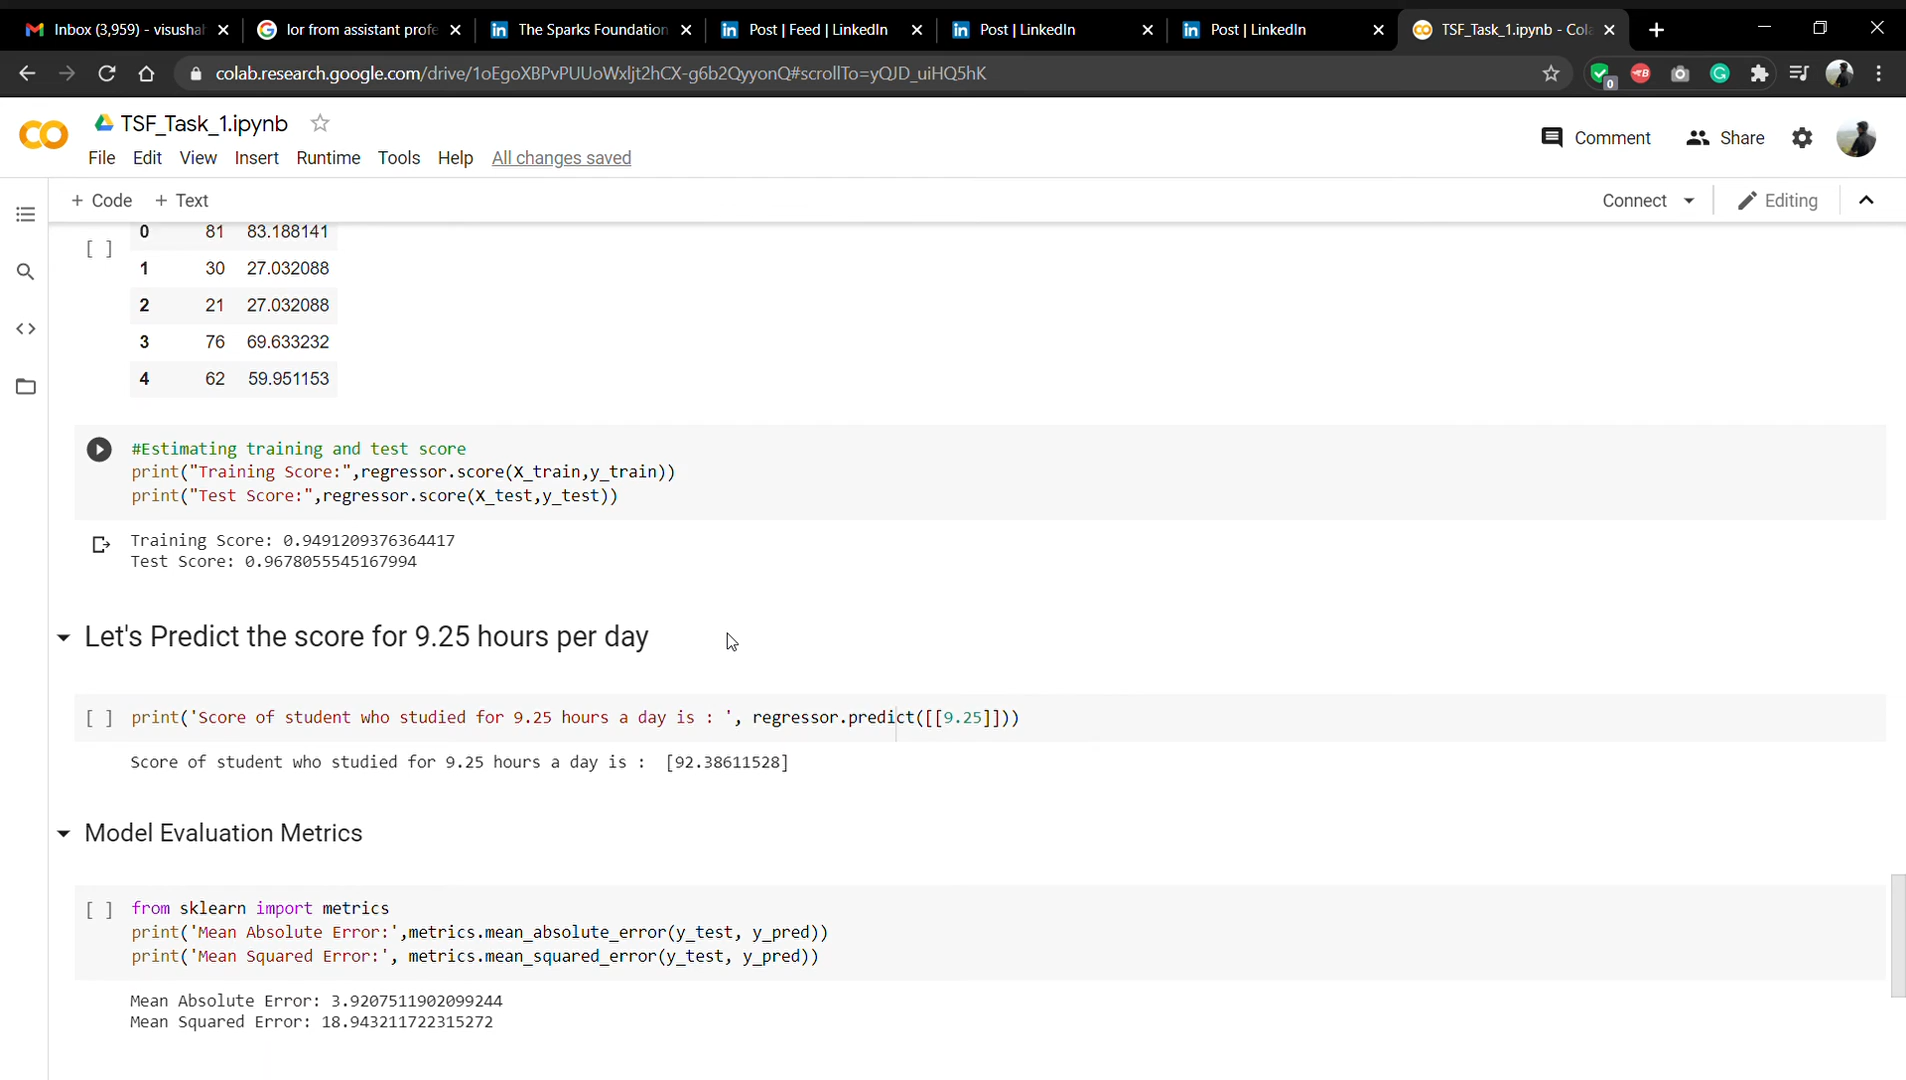 Inbox (3,959) - visushah
lor from assistant profe
The Sparks Foundation
Post | Feed | LinkedIn
Post | LinkedIn
Post | LinkedIn
TSF_Task_1.ipynb - Cola
colab.research.google.com/drive/1oEgoXBPvPUUoWxljt2hCX-g6b2QyyonQ#scrollTo=yQJD_uiHQ5hK
0
TSF_Task_1.ipynb
Comment
Share
File Edit View Insert Runtime Tools Help All changes saved
+ Code + Text
Connect
Editing
0 81 83.188141
[ ]
1 30 27.032088
2 21 27.032088
3 76 69.633232
4 62 59.951153
#Estimating training and test score
print("Training Score:",regressor.score(X_train,y_train))
print("Test Score:",regressor.score(X_test,y_test))
Training Score: 0.9491209376364417
Test Score: 0.9678055545167994
Let's Predict the score for 9.25 hours per day
[ ] print('Score of student who studied for 9.25 hours a day is : ', regressor.predict([[9.25]]))
Score of student who studied for 9.25 hours a day is :  [92.38611528]
Model Evaluation Metrics
[ ] from sklearn import metrics
print('Mean Absolute Error:',metrics.mean_absolute_error(y_test, y_pred))
print('Mean Squared Error:', metrics.mean_squared_error(y_test, y_pred))
Mean Absolute Error: 3.9207511902099244
Mean Squared Error: 18.943211722315272